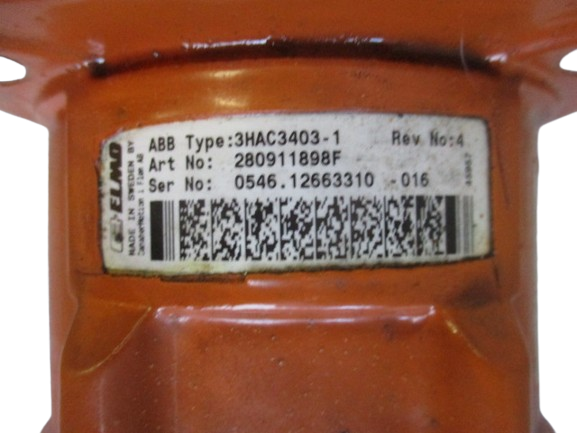 ABB Type:3HAC3403-1 Rev No:4
Art No: 280911898F
Ser No: 0546.12663310 -016
ELMO
MADE IN SWEDEN BY